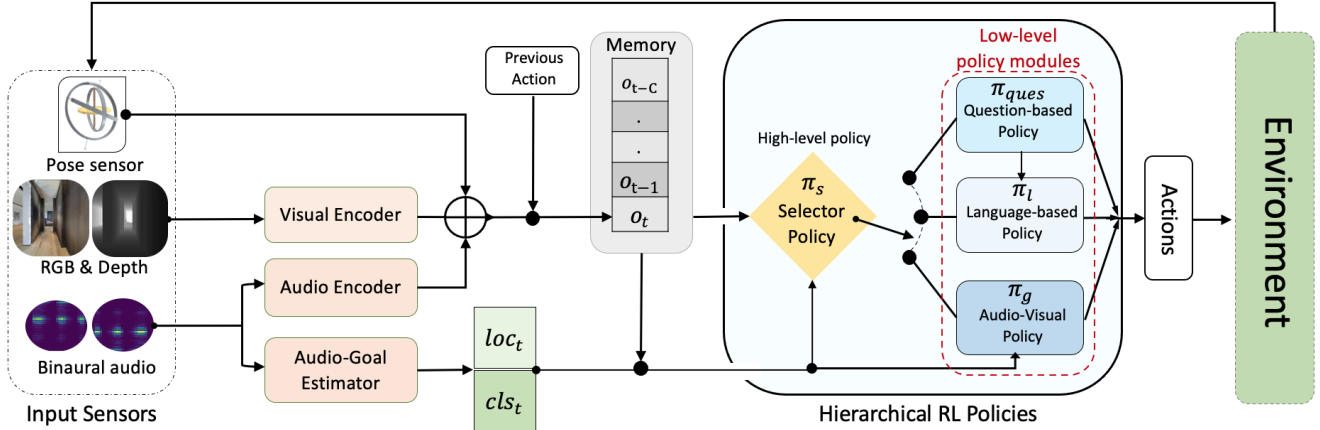 Pose sensor
RGB & Depth
Binaural audio
Input Sensors
Visual Encoder
Audio Encoder
Audio-Goal
Estimator
Previous
Action
Memory
o_{t−C}
.
.
o_{t−1}
o_t
loc_t
cls_t
High-level policy
π_s
Selector
Policy
Low-level
policy modules
π_{ques}
Question-based
Policy
π_l
Language-based
Policy
π_g
Audio-Visual
Policy
Hierarchical RL Policies
Actions
Environment